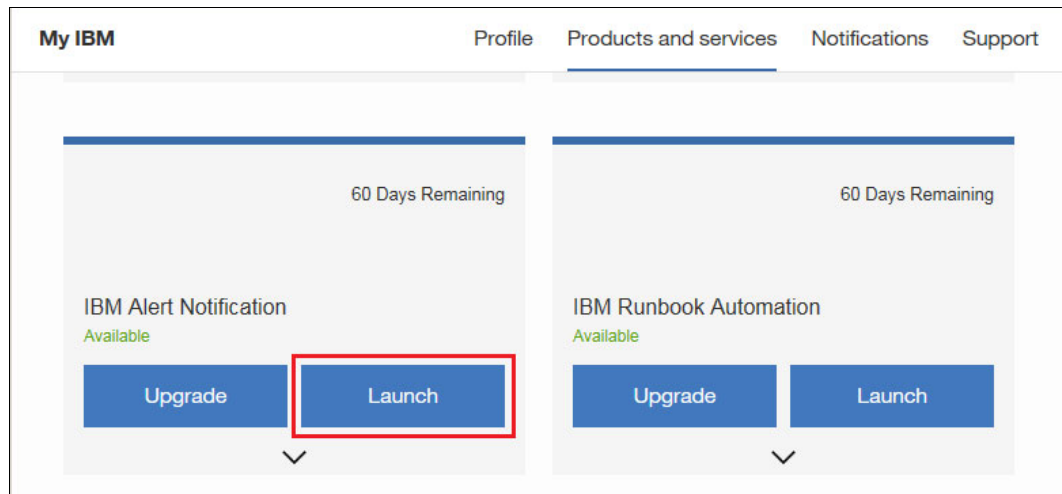 My IBM Profile Products and services Notifications Support
60 Days Remaining 60 Days Remaining
IBM Alert Notification IBM Runbook Automation
Available Available
Upgrade Launch Upgrade Launch